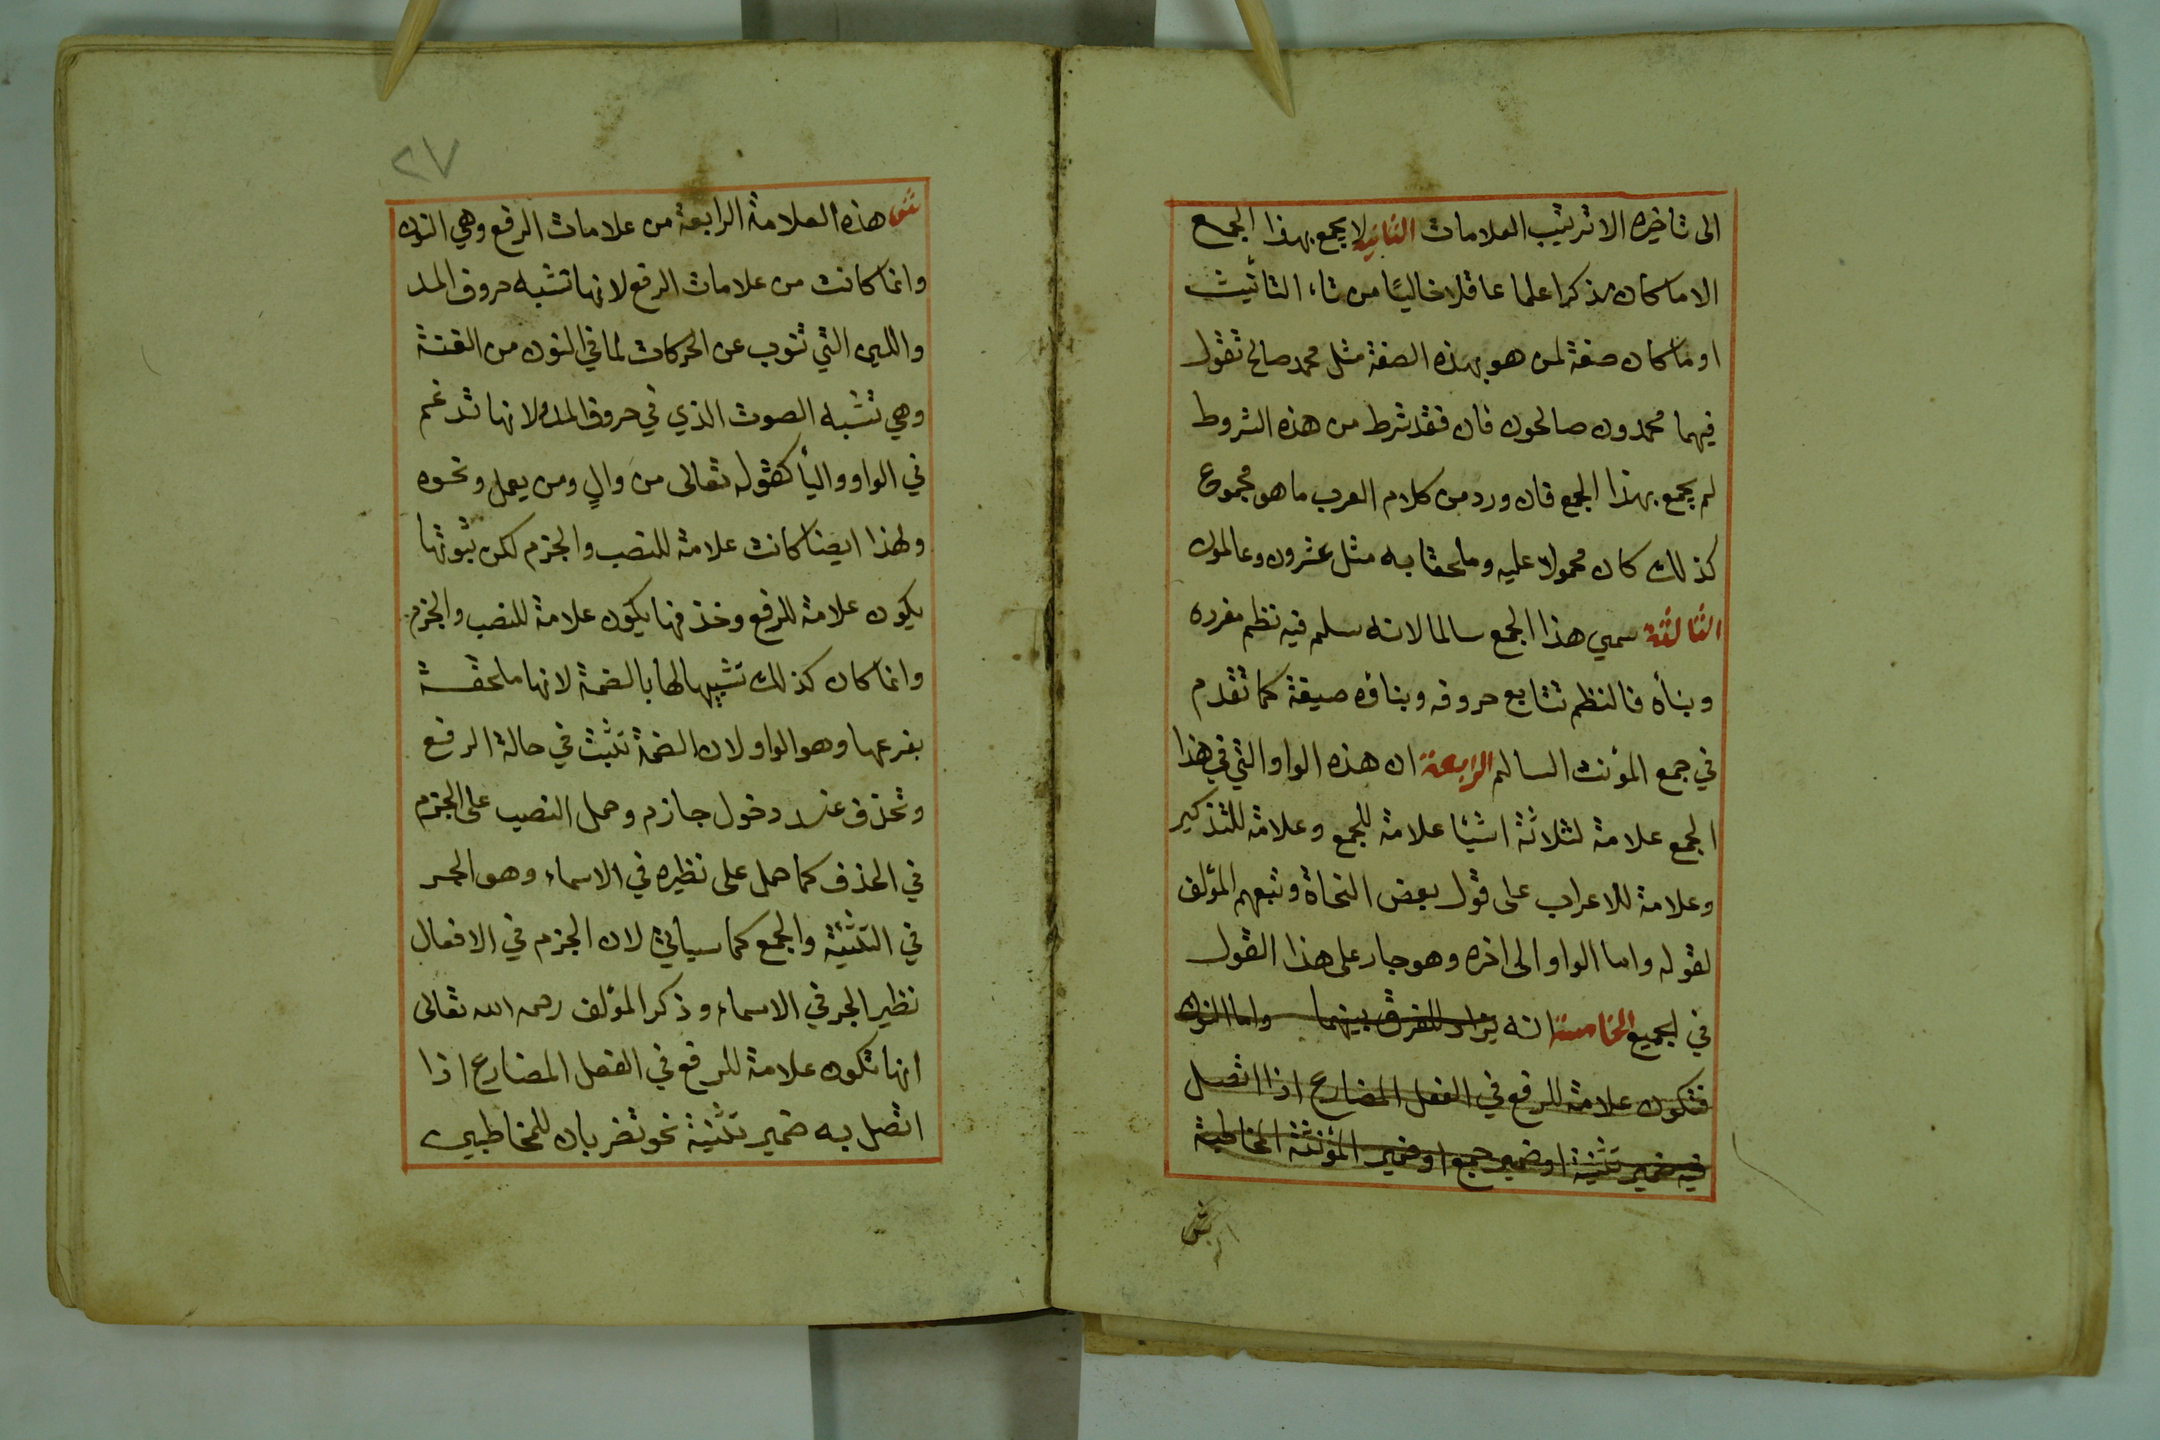 الى تاخيره الا ترتيب العلامات الثانية لا يجمع بهذا الجمع
الا ما كان مذكرا علما عاقلا خاليا من تاء التانيث
او ما كان صفة لمن هو بهذه الصفة مثل محمد صالح تقول
فيهما محمدون صالحون فان فقد شرط من هذه الشروط
لم يجمع بهذا الجمع فان ورد من كلام العرب ما هو مجموع
كذلك كان محمولا عليه وملحقا به مثل عشرون وعالمون
الثالثة سمي هذا الجمع سالما لانه سلم فيه نظم مفرده
وبنأه فالنظم تتابع حروفه وبناؤه صيغة كما تقدم
في جمع المؤنث السالم الرابعة ان هذه الواو التي في هذا
الجمع علامة لثلاثة اشيا علامة للجمع وعلامة للتذكير
وعلامة للاعراب على قول بعض النحاة وتبعهم المؤلف
لقوله واما الواو الى اخره وهو جار على هذا القول
في الجميع الخامسة انه يزاد للفرق بينهما واما النون
فتكون علامة للرفع في الفعل المضارع اذا اتصل
فيه ضمير تثنية او ضمير جمع او ضمير المؤنثة المخاطبة
ش
٢٧
ش هذه العلامة الرابعة من علامات الرفع وهي النون
وانما كانت من علامات الرفع لانها تشبه حروف المد
واللين التي تنوب عن الحركات لما في النون من الغنة
وهي تشبه الصوت الذي في حروف المد ولانها تدغم
في الواو واليأ كقوله تعالى من وال ومن يعمل ونحوه
ولهذا ايضا كانت علامة للنصب والجزم لكن ثبوتها
يكون علامة للرفع وحذفها يكون علامة للنصب والجزم
وانما كان كذلك تشبيها لها بالضمة لانها ملحقة
بفرعها وهو الواو ولان الضمة تثبت في حالة الرفع
وتحذف عند دخول جازم وحمل النصب على الجزم
في الحذف كما حمل على نظيره في الاسماء وهو الجر
في التثنية والجمع كما سياتي لان الجزم في الافعال
نظير الجر في الاسماء وذكر المؤلف رحمه الله تعالى
انها تكون علامة للرفع في الفعل المضارع اذا
اتصل به ضمير تثنية نحو تضربان للمخاطبين